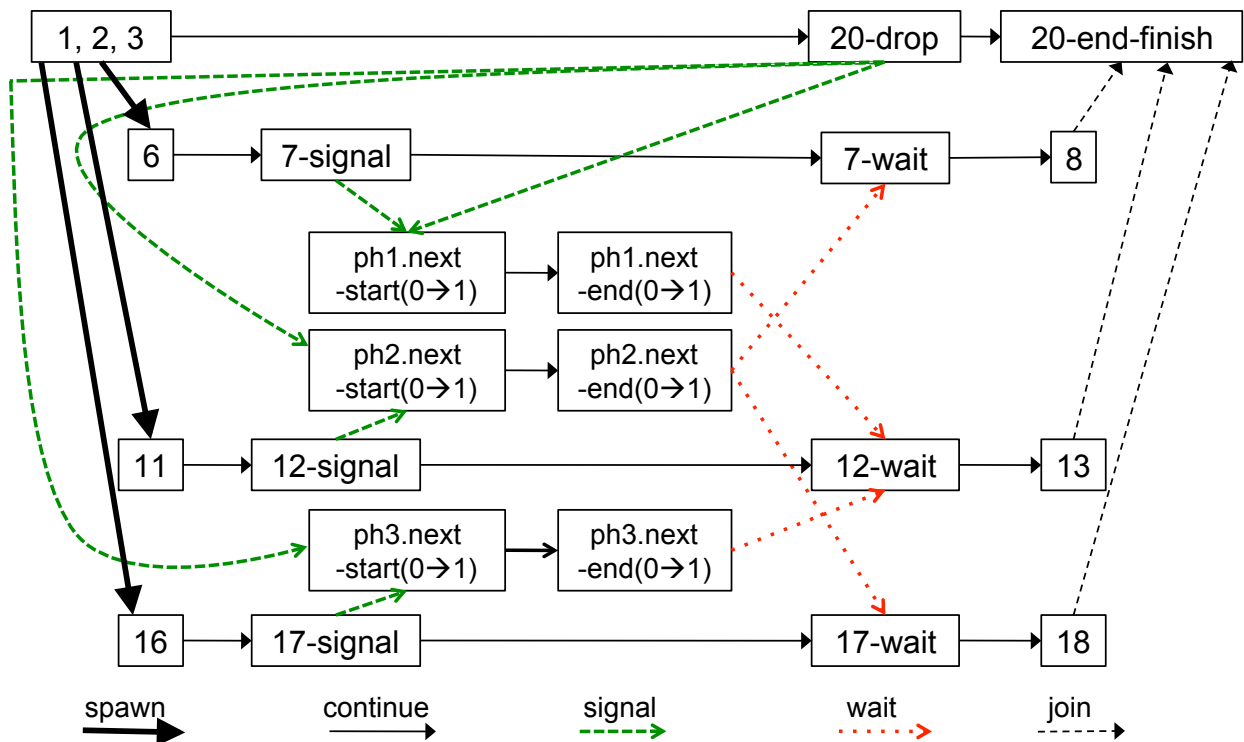 1, 2, 3
20-drop
20-end-finish
6
7-signal
7-wait
8
ph1.next
-start(0→1)
ph1.next
-end(0→1)
ph2.next
-start(0→1)
ph2.next
-end(0→1)
11
12-signal
12-wait
13
ph3.next
-start(0→1)
ph3.next
-end(0→1)
16
17-signal
17-wait
18
spawn
continue
signal
wait
join